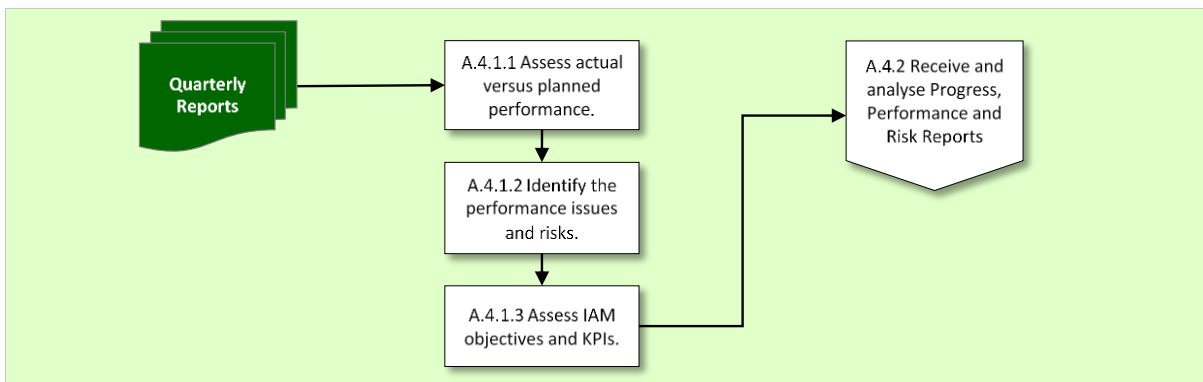 Quarterly
Reports
A.4.1.1 Assess actual
versus planned
performance.
A.4.1.2 Identify the
performance issues
and risks.
A.4.1.3 Assess IAM
objectives and KPIs.
A.4.2 Receive and
analyse Progress,
Performance and
Risk Reports